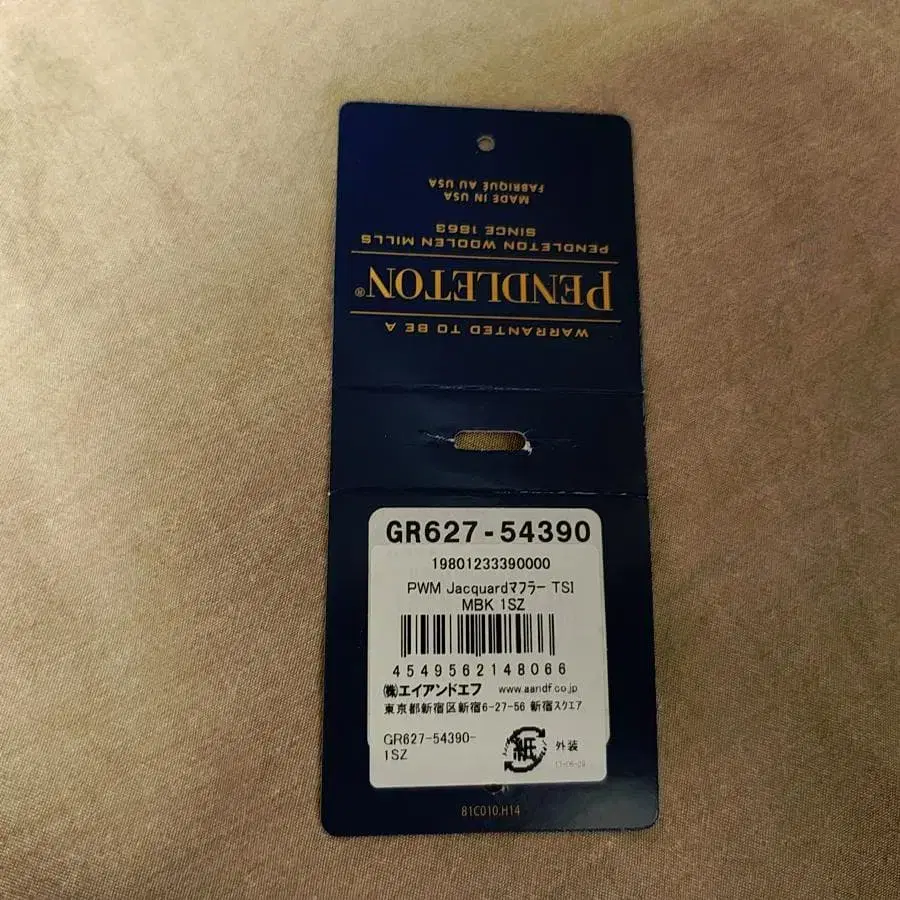 MADE IN USA
FABRIQUÉ AU USA
PENDLETON WOOLEN MILLS
SINCE 1863
PENDLETON®
WARRANTED TO BE A
GR627-54390
19801233390000
PWM Jacquardマフラー TSI
MBK 1SZ
4549562148066
㈱エイアンドエフ www.aandf.co.jp
東京都新宿区新宿6-27-56 新宿スクエア
GR627-54390-
1SZ
紙 外装
81C010.H14